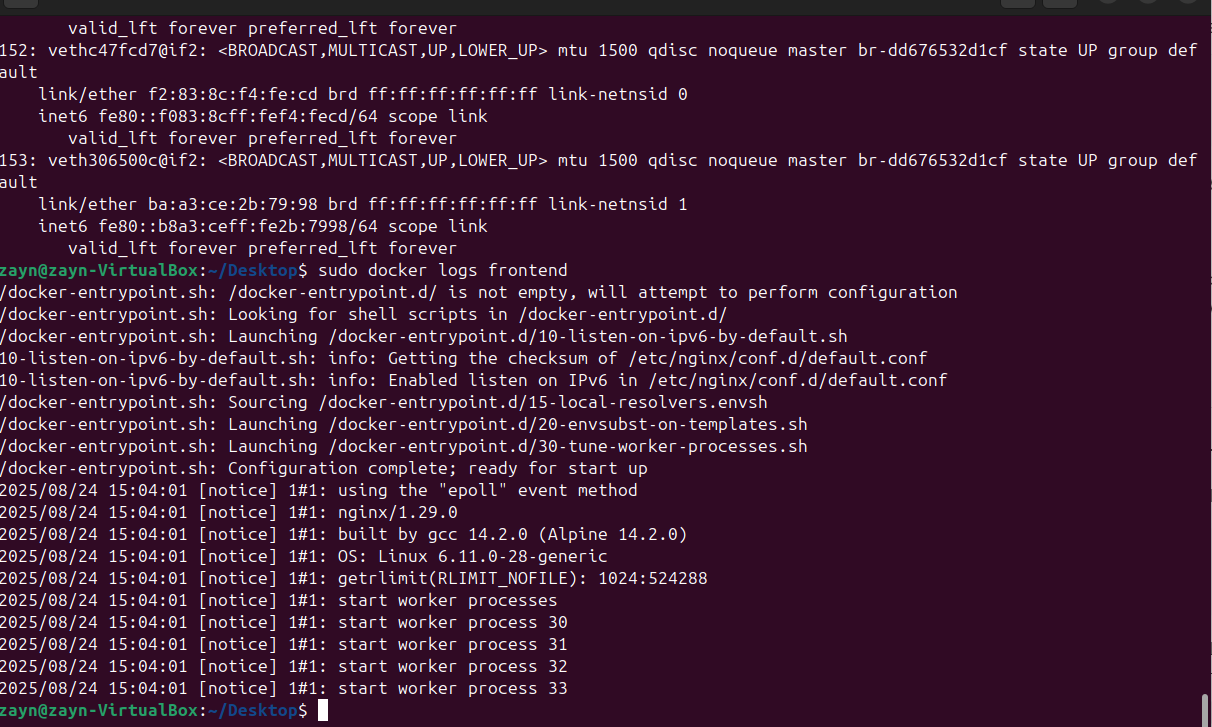 valid_lft forever preferred_lft forever
152: vethc47fcd7@if2: <BROADCAST,MULTICAST,UP,LOWER_UP> mtu 1500 qdisc noqueue master br-dd676532d1cf state UP group def
ault
link/ether f2:83:8c:f4:fe:cd brd ff:ff:ff:ff:ff:ff link-netnsid 0
inet6 fe80::f083:8cff:fef4:fecd/64 scope link
valid_lft forever preferred_lft forever
153: veth306500c@if2: <BROADCAST,MULTICAST,UP,LOWER_UP> mtu 1500 qdisc noqueue master br-dd676532d1cf state UP group def
ault
link/ether ba:a3:ce:2b:79:98 brd ff:ff:ff:ff:ff:ff link-netnsid 1
inet6 fe80::b8a3:ceff:fe2b:7998/64 scope link
valid_lft forever preferred_lft forever
zayn@zayn-VirtualBox:~/Desktop$ sudo docker logs frontend
/docker-entrypoint.sh: /docker-entrypoint.d/ is not empty, will attempt to perform configuration
/docker-entrypoint.sh: Looking for shell scripts in /docker-entrypoint.d/
/docker-entrypoint.sh: Launching /docker-entrypoint.d/10-listen-on-ipv6-by-default.sh
10-listen-on-ipv6-by-default.sh: info: Getting the checksum of /etc/nginx/conf.d/default.conf
10-listen-on-ipv6-by-default.sh: info: Enabled listen on IPv6 in /etc/nginx/conf.d/default.conf
/docker-entrypoint.sh: Sourcing /docker-entrypoint.d/15-local-resolvers.envsh
/docker-entrypoint.sh: Launching /docker-entrypoint.d/20-envsubst-on-templates.sh
/docker-entrypoint.sh: Launching /docker-entrypoint.d/30-tune-worker-processes.sh
/docker-entrypoint.sh: Configuration complete; ready for start up
2025/08/24 15:04:01 [notice] 1#1: using the "epoll" event method
2025/08/24 15:04:01 [notice] 1#1: nginx/1.29.0
2025/08/24 15:04:01 [notice] 1#1: built by gcc 14.2.0 (Alpine 14.2.0)
2025/08/24 15:04:01 [notice] 1#1: OS: Linux 6.11.0-28-generic
2025/08/24 15:04:01 [notice] 1#1: getrlimit(RLIMIT_NOFILE): 1024:524288
2025/08/24 15:04:01 [notice] 1#1: start worker processes
2025/08/24 15:04:01 [notice] 1#1: start worker process 30
2025/08/24 15:04:01 [notice] 1#1: start worker process 31
2025/08/24 15:04:01 [notice] 1#1: start worker process 32
2025/08/24 15:04:01 [notice] 1#1: start worker process 33
zayn@zayn-VirtualBox:~/Desktop$